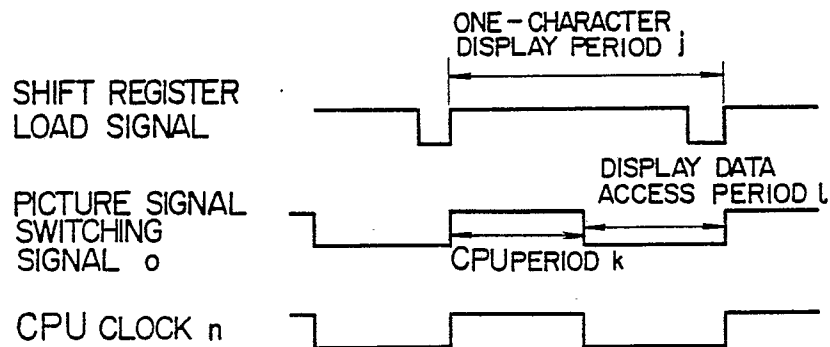 ONE-CHARACTER
DISPLAY PERIOD j
SHIFT REGISTER
LOAD SIGNAL
DISPLAY DATA
ACCESS PERIOD l
PICTURE SIGNAL
SWITCHING
SIGNAL o
CPU PERIOD k
CPU CLOCK n